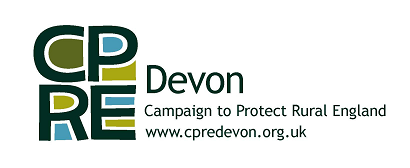 CP
RE Devon
Campaign to Protect Rural England
www.cpredevon.org.uk